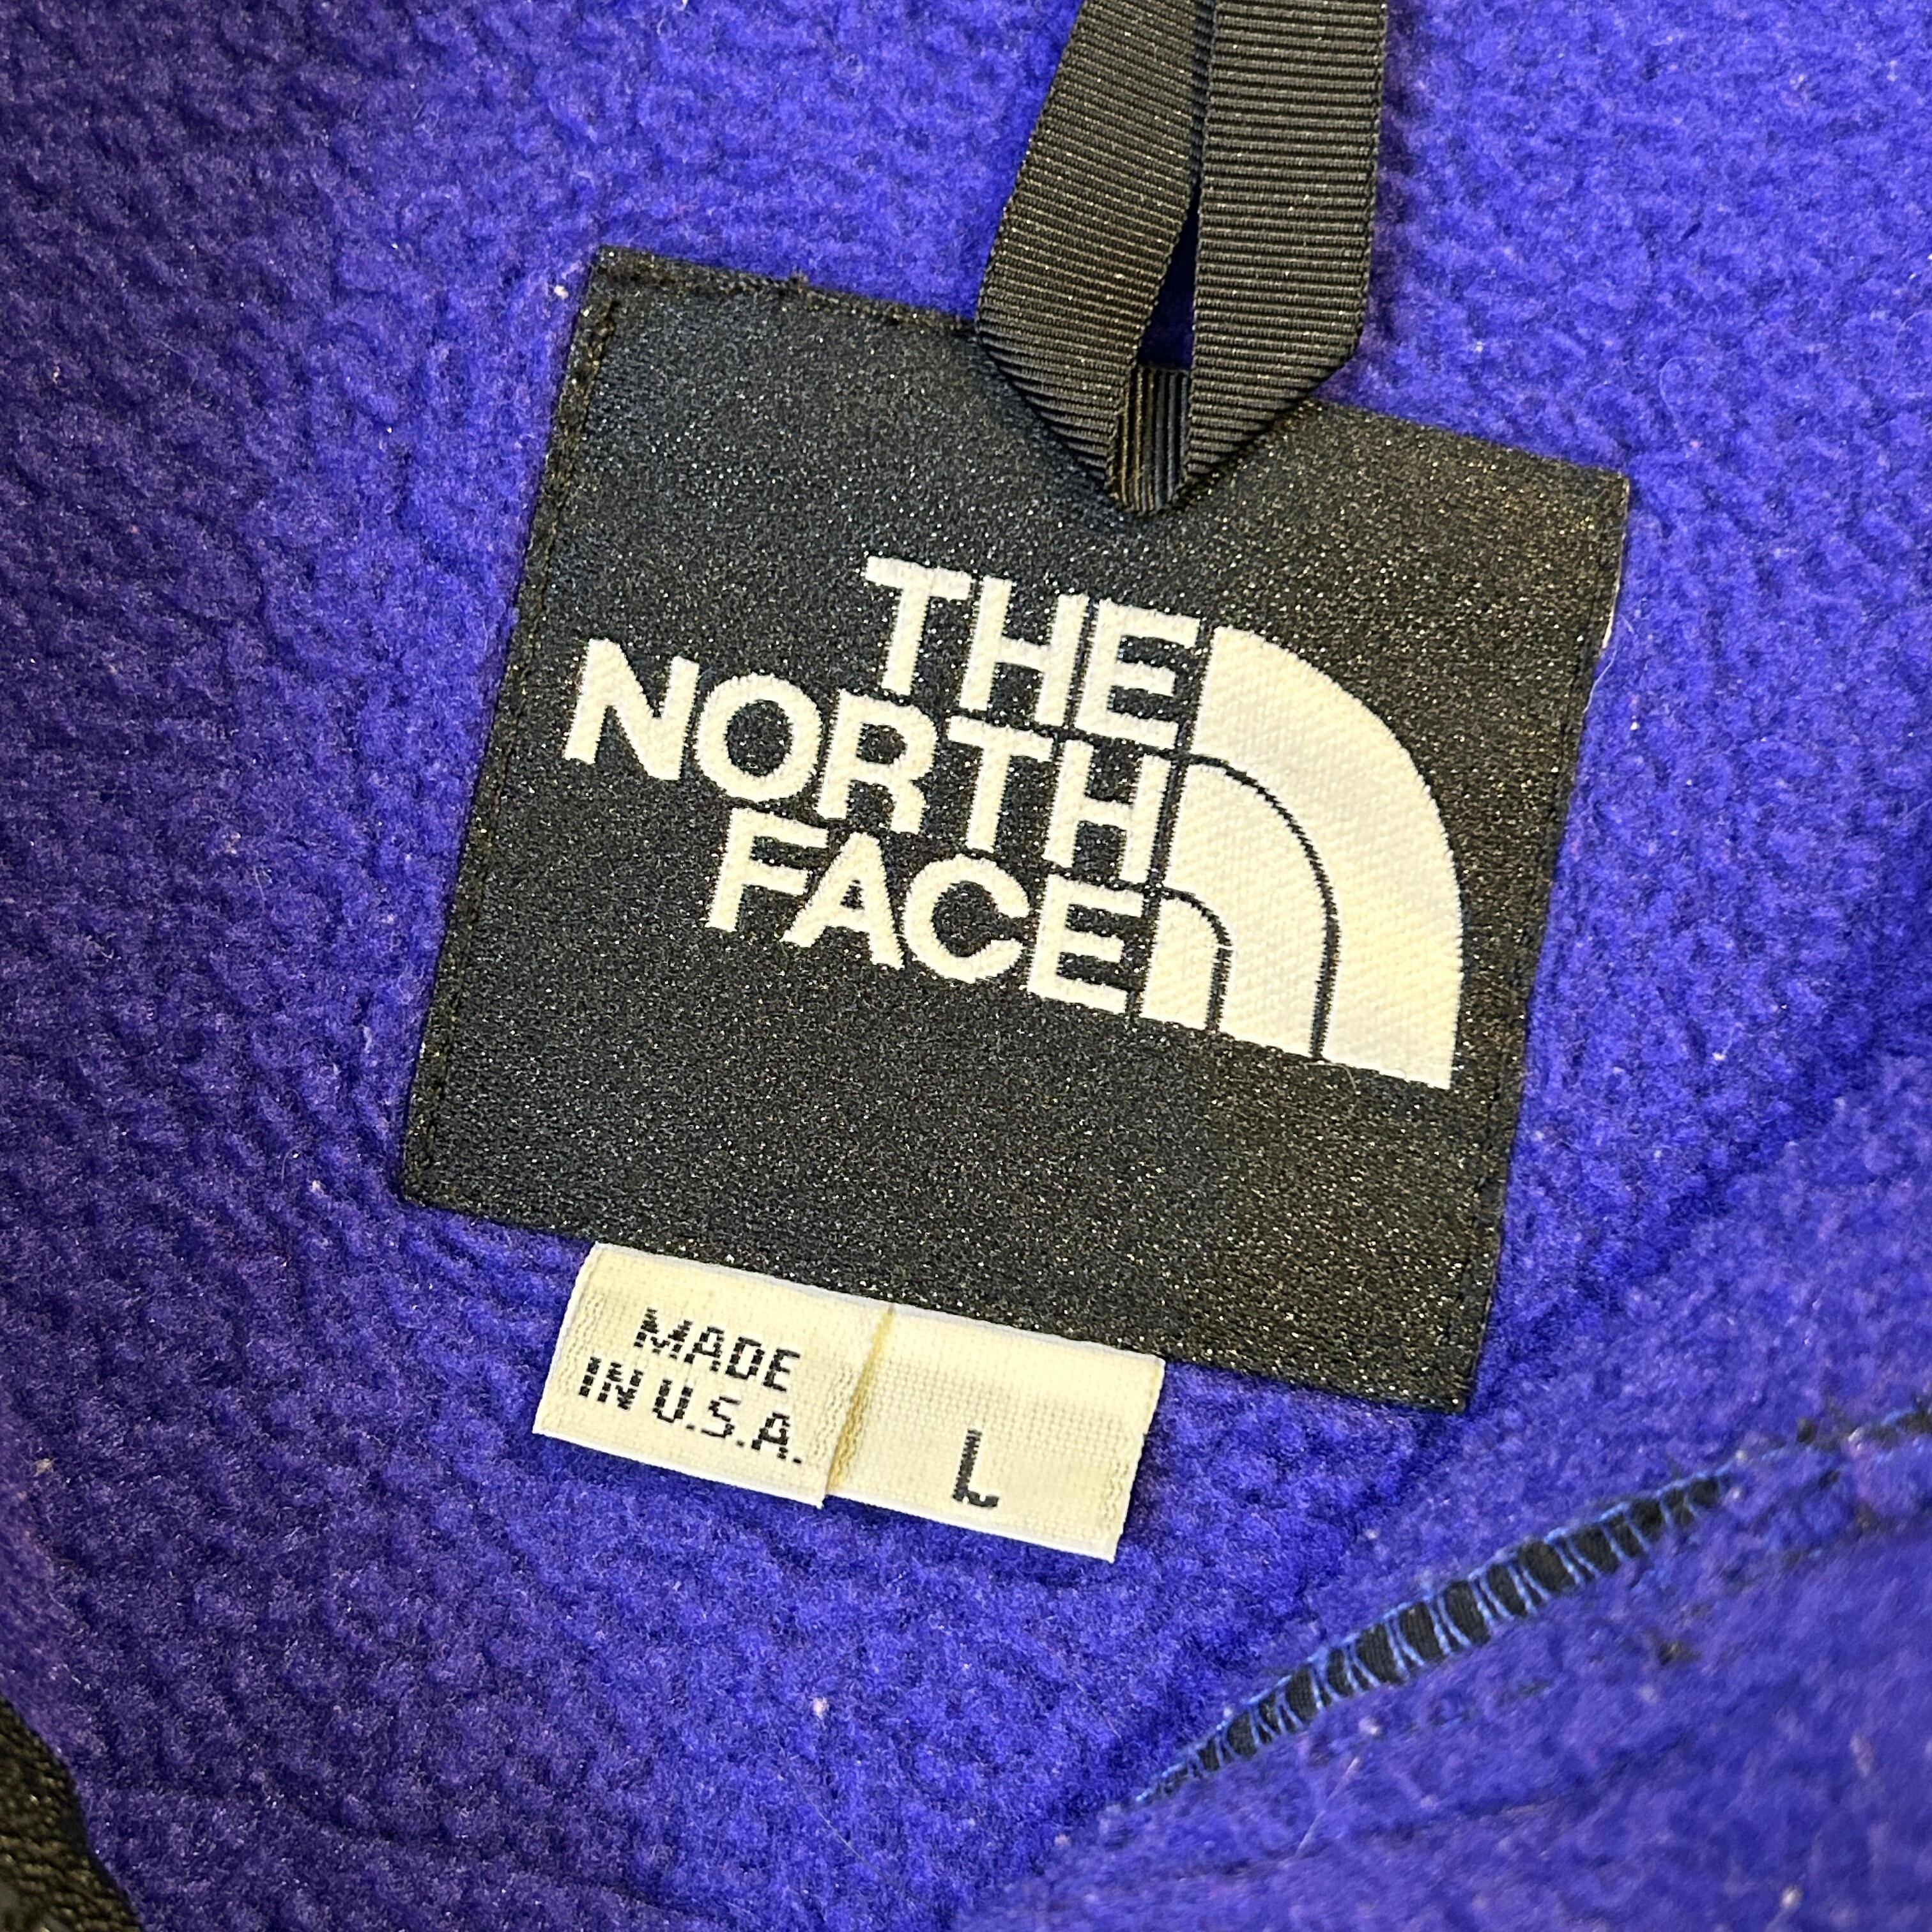 THE
NORTH
FACE
MADE
IN U.S.A.
L